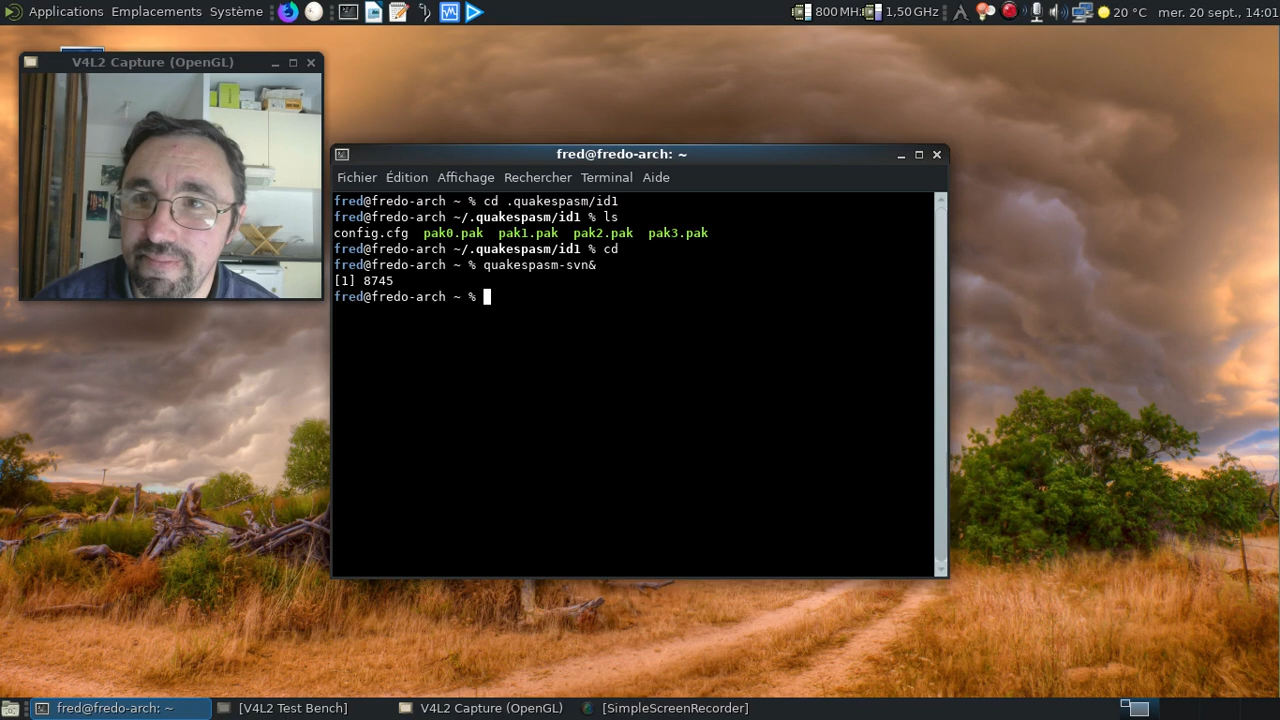 Applications Emplacements Système 800 MHz 1,50 GHz 20 °C mer. 20 sept., 14:01
V4L2 Capture (OpenGL)
fred@fredo-arch: ~
Fichier Édition Affichage Rechercher Terminal Aide
fred@fredo-arch ~ % cd .quakespasm/id1
fred@fredo-arch ~/.quakespasm/id1 % ls
config.cfg pak0.pak pak1.pak pak2.pak pak3.pak
fred@fredo-arch ~/.quakespasm/id1 % cd
fred@fredo-arch ~ % quakespasm-svn&
[1] 8745
fred@fredo-arch ~ %
fred@fredo-arch: ~ [V4L2 Test Bench] V4L2 Capture (OpenGL) [SimpleScreenRecorder]